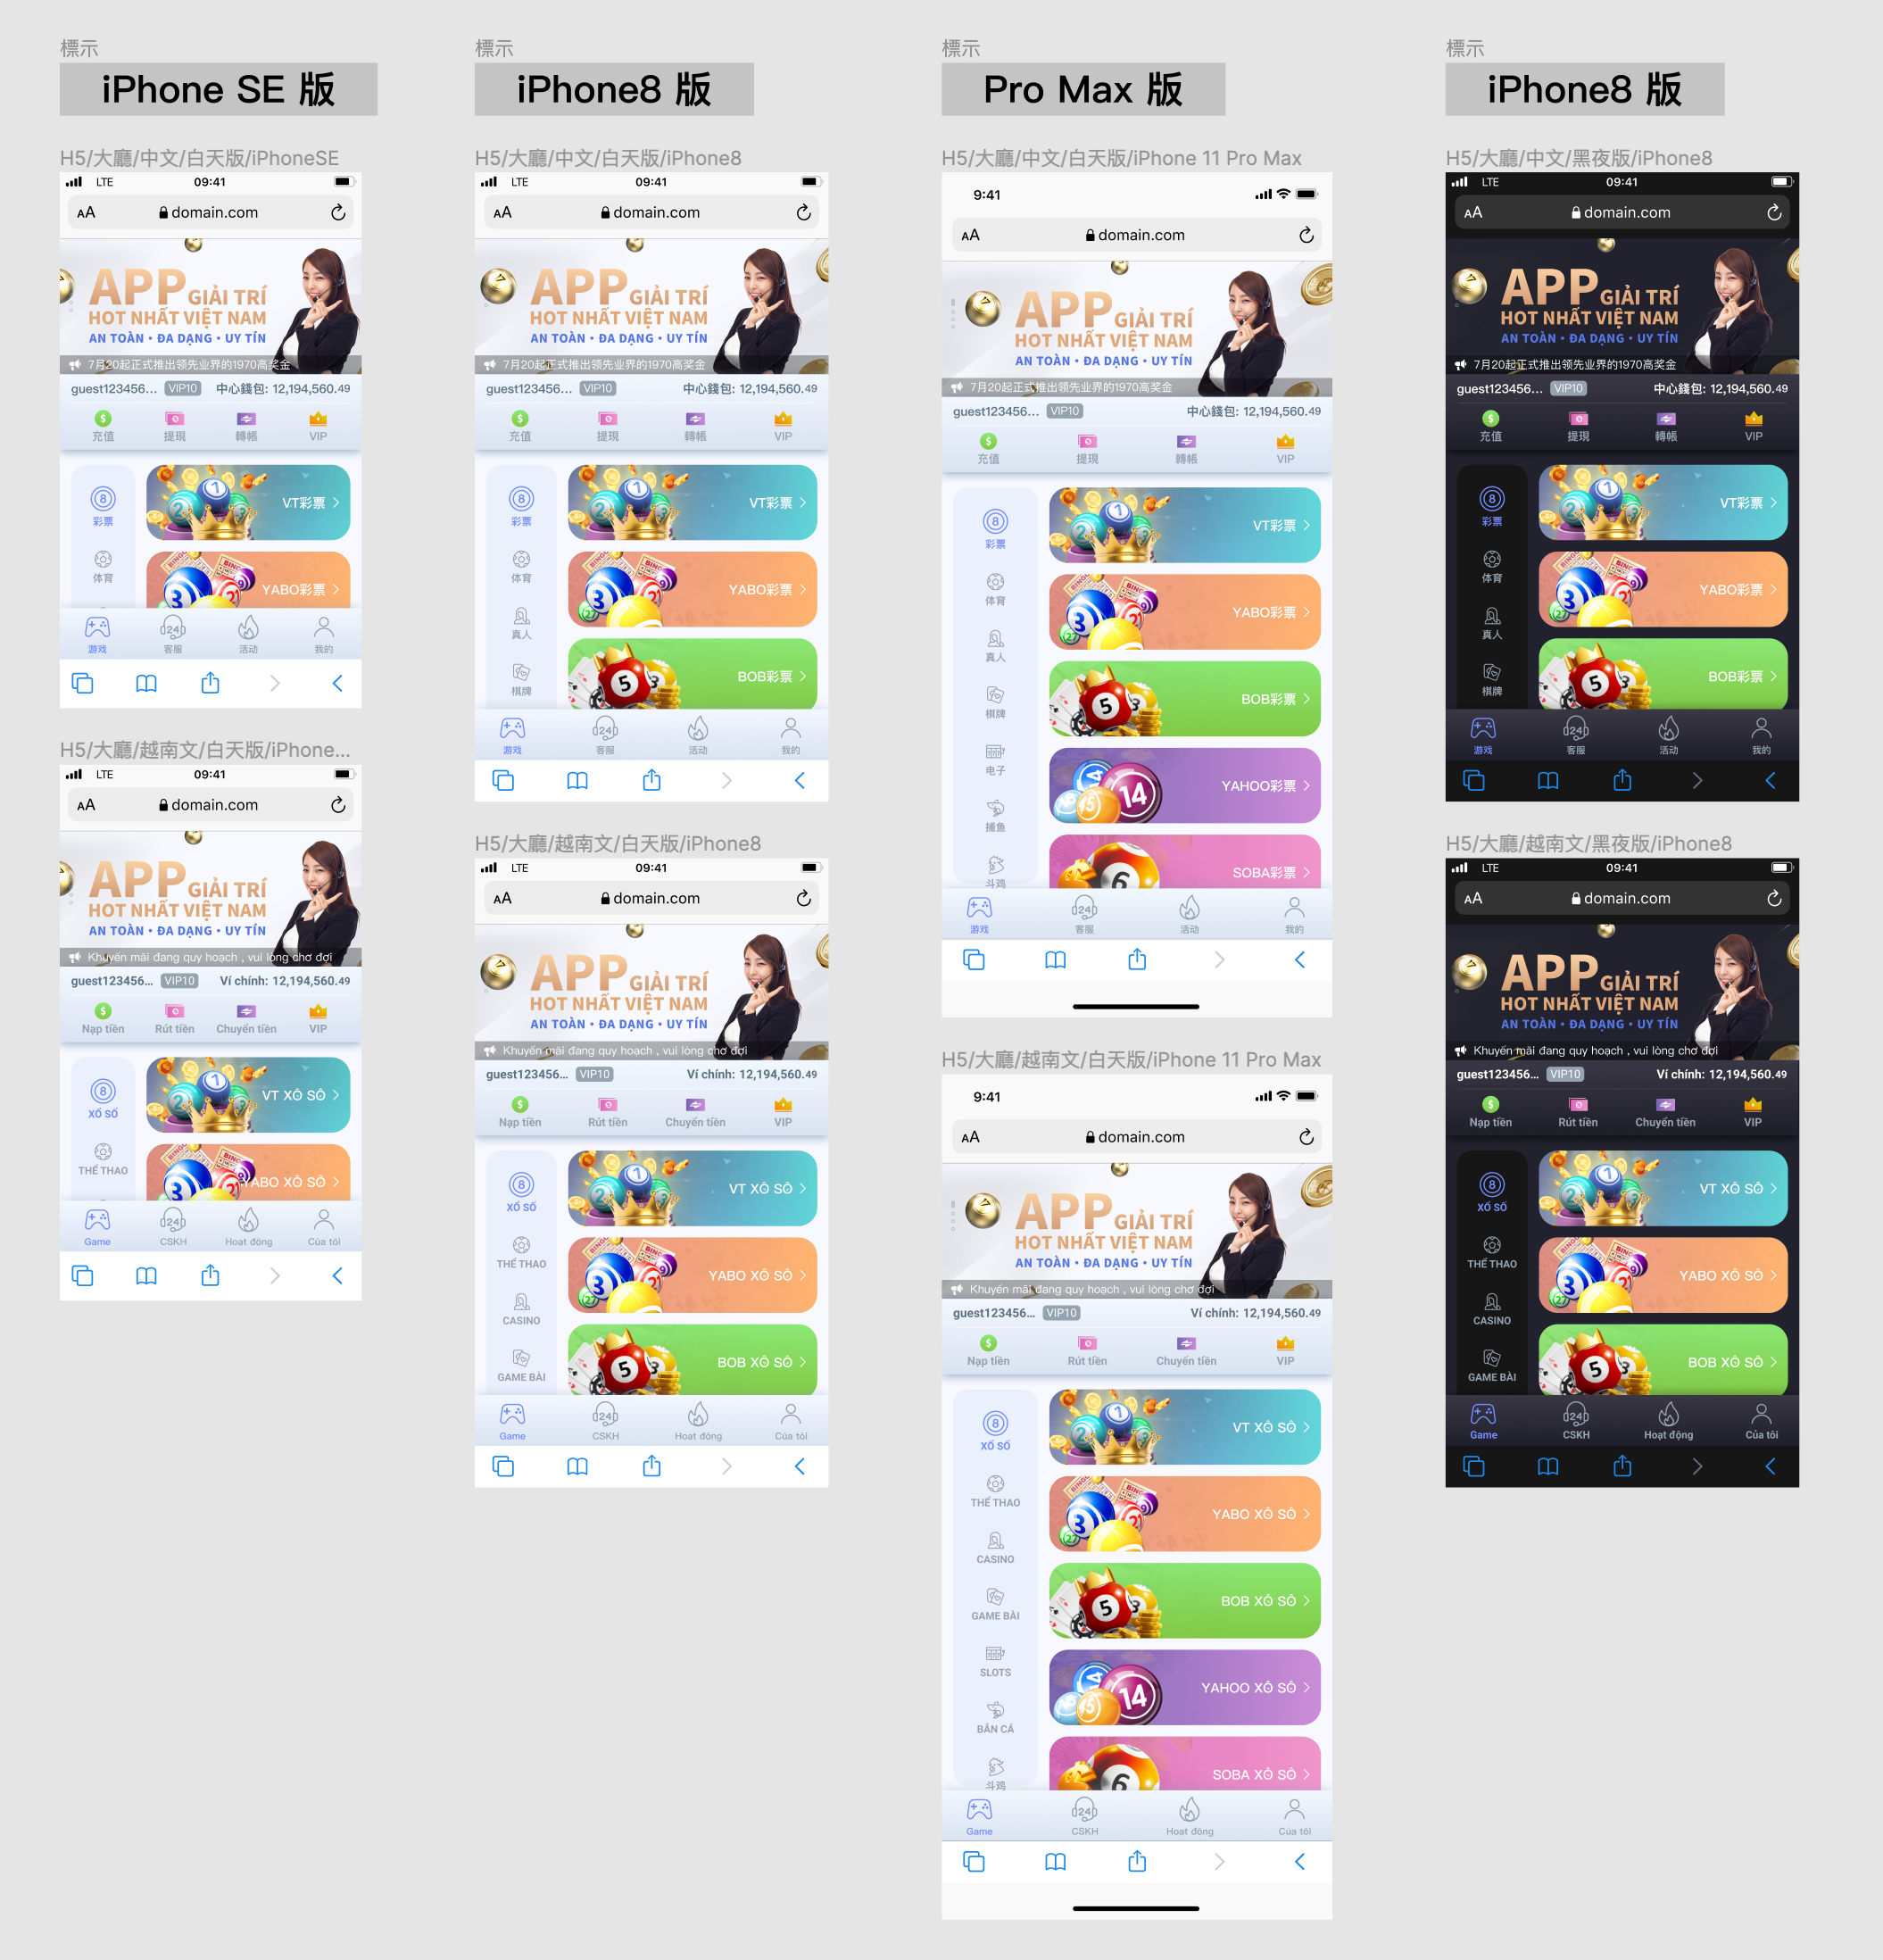 標示
iPhone SE 版
H5/大廳/中文/白天版/iPhoneSE
LTE 09:41
AA domain.com
APP GIẢI TRÍ
HOT NHẤT VIỆT NAM
AN TOÀN • ĐA DẠNG • UY TÍN
7月20起正式推出领先业界的1970高奖金
guest123456... VIP10 中心錢包: 12,194,560.49
充值 提現 轉帳 VIP
彩票
体育
VT彩票
YABO彩票
游戏 客服 活动 我的
H5/大廳/越南文/白天版/iPhone...
LTE 09:41
AA domain.com
APP GIẢI TRÍ
HOT NHẤT VIỆT NAM
AN TOÀN • ĐA DẠNG • UY TÍN
Khuyến mãi đang quy hoạch , vui lòng chờ đợi
guest123456... VIP10 Ví chính: 12,194,560.49
Nạp tiền Rút tiền Chuyển tiền VIP
XỔ SỐ
THỂ THAO
VT XỔ SỐ
YABO XỔ SỐ
Game CSKH Hoạt động Của tôi
標示
iPhone8 版
H5/大廳/中文/白天版/iPhone8
LTE 09:41
AA domain.com
APP GIẢI TRÍ
HOT NHẤT VIỆT NAM
AN TOÀN • ĐA DẠNG • UY TÍN
7月20起正式推出领先业界的1970高奖金
guest123456... VIP10 中心錢包: 12,194,560.49
充值 提現 轉帳 VIP
彩票
体育
真人
棋牌
VT彩票
YABO彩票
BOB彩票
游戏 客服 活动 我的
H5/大廳/越南文/白天版/iPhone8
LTE 09:41
AA domain.com
APP GIẢI TRÍ
HOT NHẤT VIỆT NAM
AN TOÀN • ĐA DẠNG • UY TÍN
Khuyến mãi đang quy hoạch , vui lòng chờ đợi
guest123456... VIP10 Ví chính: 12,194,560.49
Nạp tiền Rút tiền Chuyển tiền VIP
XỔ SỐ
THỂ THAO
CASINO
GAME BÀI
VT XỔ SỐ
YABO XỔ SỐ
BOB XỔ SỐ
Game CSKH Hoạt động Của tôi
標示
Pro Max 版
H5/大廳/中文/白天版/iPhone 11 Pro Max
9:41
AA domain.com
APP GIẢI TRÍ
HOT NHẤT VIỆT NAM
AN TOÀN • ĐA DẠNG • UY TÍN
7月20起正式推出领先业界的1970高奖金
guest123456... VIP10 中心錢包: 12,194,560.49
充值 提現 轉帳 VIP
彩票
体育
真人
棋牌
电子
捕鱼
斗鸡
VT彩票
YABO彩票
BOB彩票
YAHOO彩票
SOBA彩票
游戏 客服 活动 我的
H5/大廳/越南文/白天版/iPhone 11 Pro Max
9:41
AA domain.com
APP GIẢI TRÍ
HOT NHẤT VIỆT NAM
AN TOÀN • ĐA DẠNG • UY TÍN
Khuyến mãi đang quy hoạch , vui lòng chờ đợi
guest123456... VIP10 Ví chính: 12,194,560.49
Nạp tiền Rút tiền Chuyển tiền VIP
XỔ SỐ
THỂ THAO
CASINO
GAME BÀI
SLOTS
BẮN CÁ
斗鸡
VT XỔ SỐ
YABO XỔ SỐ
BOB XỔ SỐ
YAHOO XỔ SỐ
SOBA XỔ SỐ
Game CSKH Hoạt động Của tôi
標示
iPhone8 版
H5/大廳/中文/黑夜版/iPhone8
LTE 09:41
AA domain.com
APP GIẢI TRÍ
HOT NHẤT VIỆT NAM
AN TOÀN • ĐA DẠNG • UY TÍN
7月20起正式推出领先业界的1970高奖金
guest123456... VIP10 中心錢包: 12,194,560.49
充值 提現 轉帳 VIP
彩票
体育
真人
棋牌
VT彩票
YABO彩票
BOB彩票
游戏 客服 活动 我的
H5/大廳/越南文/黑夜版/iPhone8
LTE 09:41
AA domain.com
APP GIẢI TRÍ
HOT NHẤT VIỆT NAM
AN TOÀN • ĐA DẠNG • UY TÍN
Khuyến mãi đang quy hoạch , vui lòng chờ đợi
guest123456... VIP10 Ví chính: 12,194,560.49
Nạp tiền Rút tiền Chuyển tiền VIP
XỔ SỐ
THỂ THAO
CASINO
GAME BÀI
VT XỔ SỐ
YABO XỔ SỐ
BOB XỔ SỐ
Game CSKH Hoạt động Của tôi